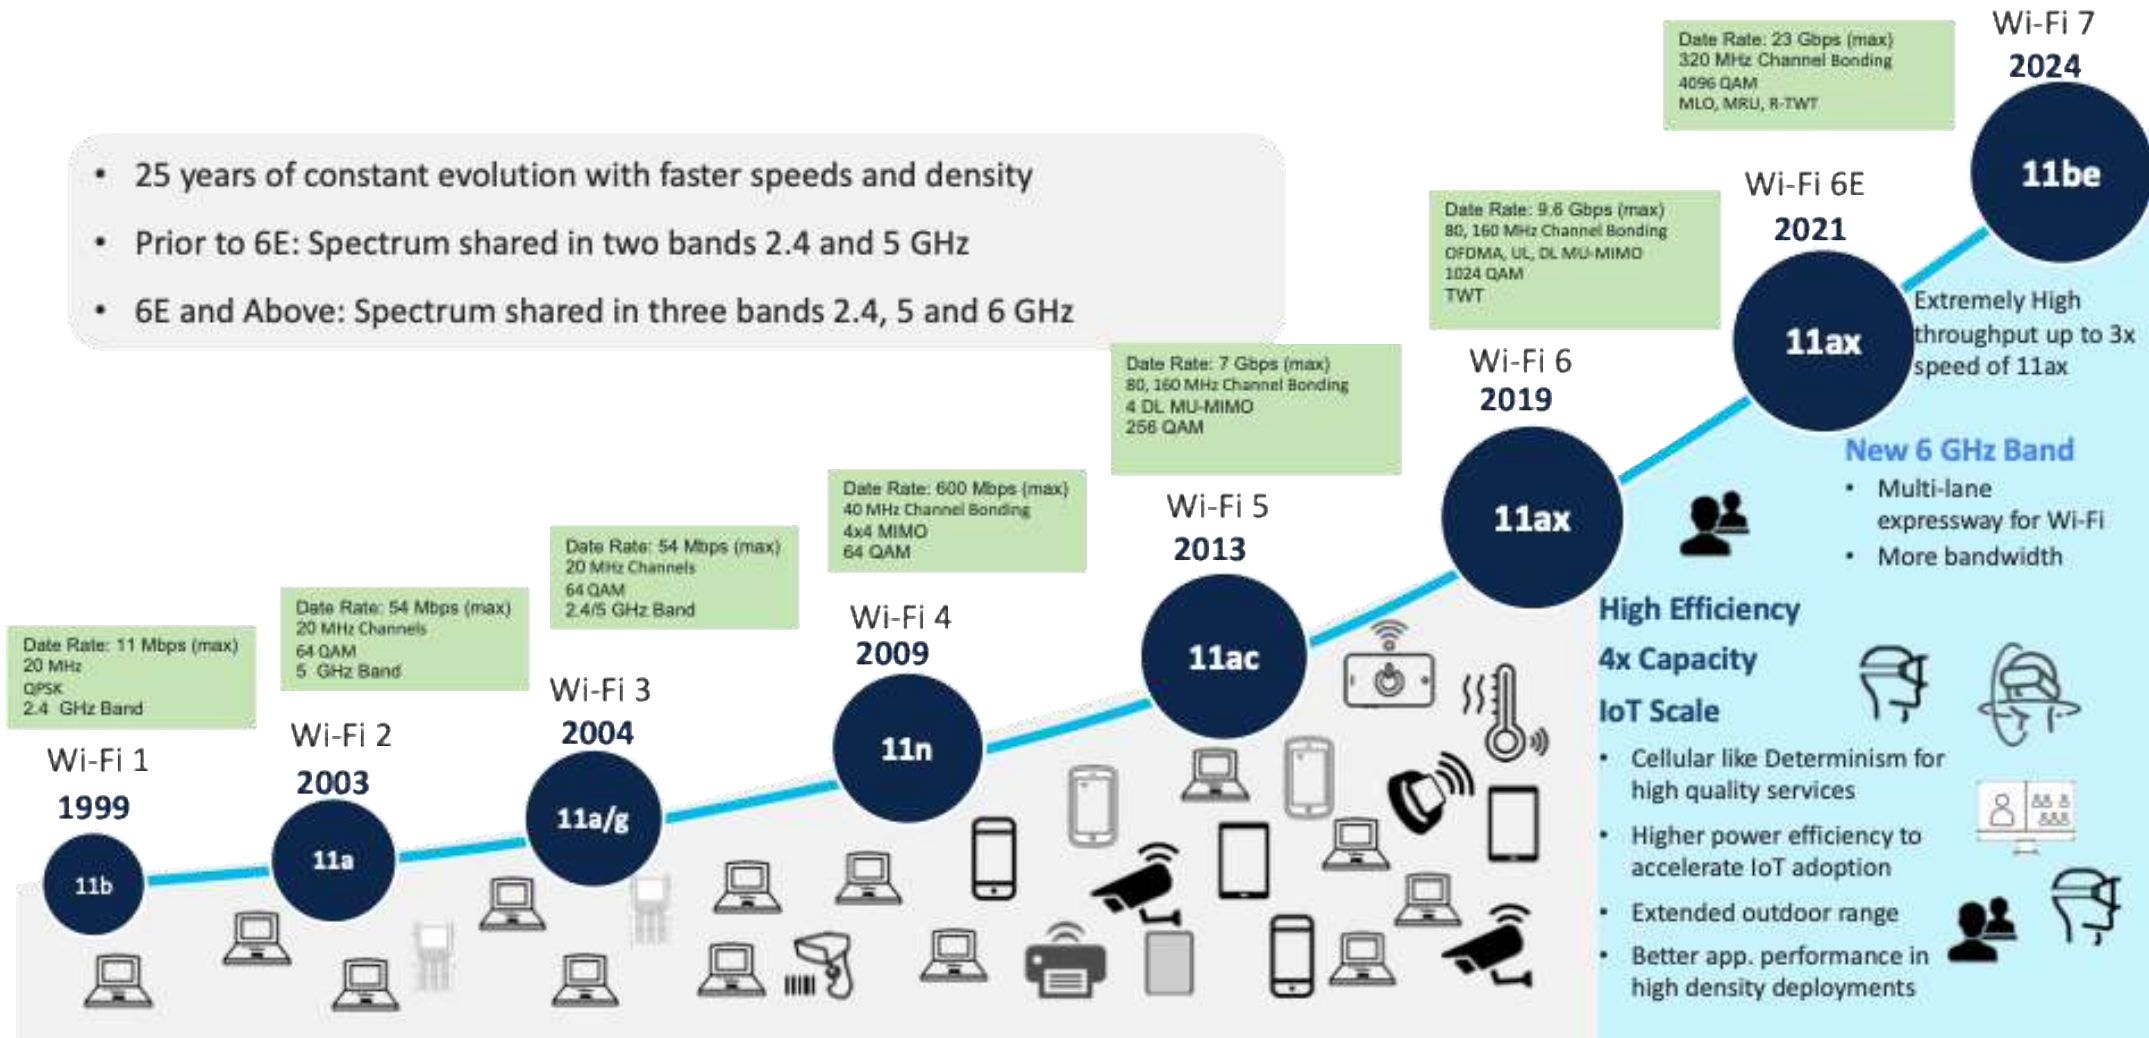 • 25 years of constant evolution with faster speeds and density
• Prior to 6E: Spectrum shared in two bands 2.4 and 5 GHz
• 6E and Above: Spectrum shared in three bands 2.4, 5 and 6 GHz
Date Rate: 11 Mbps (max)
20 MHz
QPSK
2.4 GHz Band
Wi-Fi 1
1999
11b
Date Rate: 54 Mbps (max)
20 MHz Channels
64 QAM
5 GHz Band
Wi-Fi 2
2003
11a
Date Rate: 54 Mbps (max)
20 MHz Channels
64 QAM
2.4/5 GHz Band
Wi-Fi 3
2004
11a/g
Date Rate: 600 Mbps (max)
40 MHz Channel Bonding
4x4 MIMO
64 QAM
Wi-Fi 4
2009
11n
Date Rate: 7 Gbps (max)
80, 160 MHz Channel Bonding
4 DL MU-MIMO
256 QAM
Wi-Fi 5
2013
11ac
Date Rate: 9.6 Gbps (max)
80, 160 MHz Channel Bonding
OFDMA, UL, DL MU-MIMO
1024 QAM
TWT
Wi-Fi 6
2019
11ax
Wi-Fi 6E
2021
11ax
Date Rate: 23 Gbps (max)
320 MHz Channel Bonding
4096 QAM
MLO, MRU, R-TWT
Wi-Fi 7
2024
11be
Extremely High
throughput up to 3x
speed of 11ax
New 6 GHz Band
• Multi-lane
expressway for Wi-Fi
• More bandwidth
High Efficiency
4x Capacity
IoT Scale
• Cellular like Determinism for
high quality services
• Higher power efficiency to
accelerate IoT adoption
• Extended outdoor range
• Better app. performance in
high density deployments